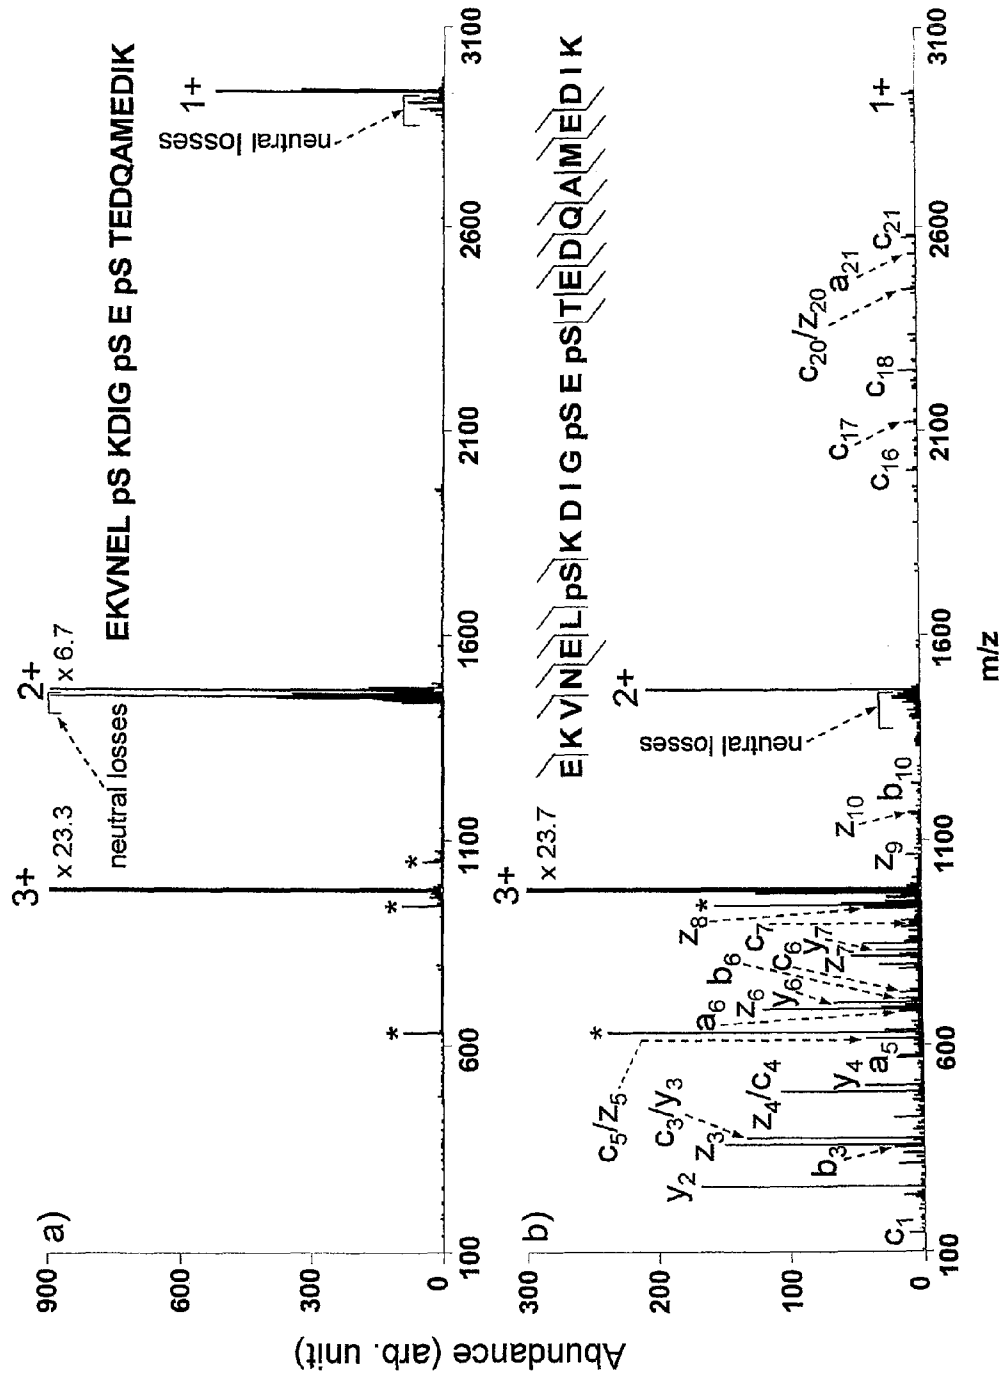 a)
3+
x 23.3
2+
x 6.7
neutral losses
EKVNEL pS KDIG pS E pS TEDQAMEDIK
1+
neutral losses
*
*
*
900
600
300
0
100
600
1100
1600
2100
2600
3100
b)
3+
x 23.7
2+
E K V N E L pS K D I G pS E pS T E D Q A M E D I K
neutral losses
1+
c1
y2
b3
z3
c3/y3
z4/c4
y4
c5/z5
a5
*
a6
z6
y6
b6
c6
z7
y7
c7
z8
*
z9
z10
b10
c16
c17
c18
c20/z20
a21
c21
300
200
100
0
100
600
1100
1600
2100
2600
3100
m/z
Abundance (arb. unit)